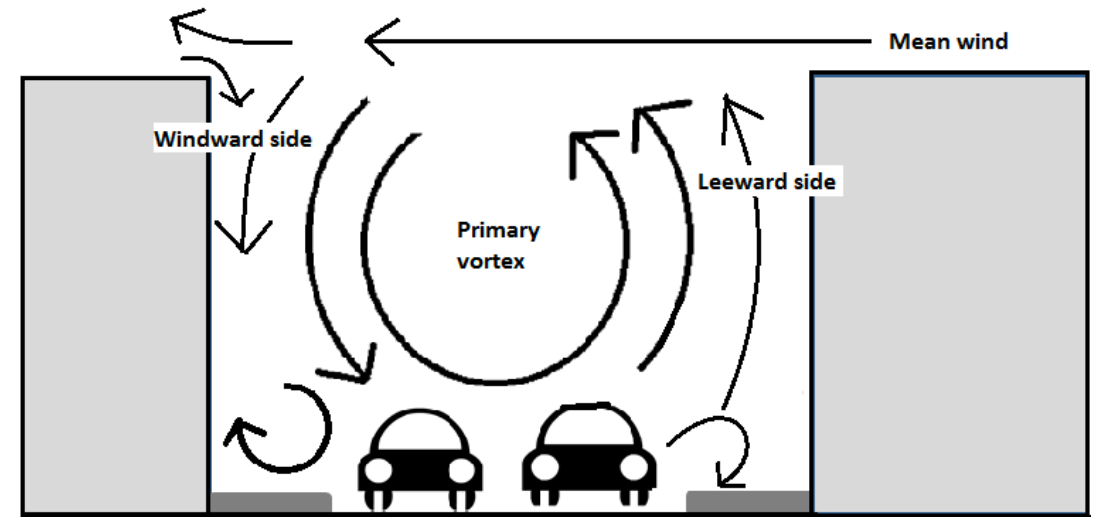 Mean wind
Windward side
Leeward side
Primary
vortex